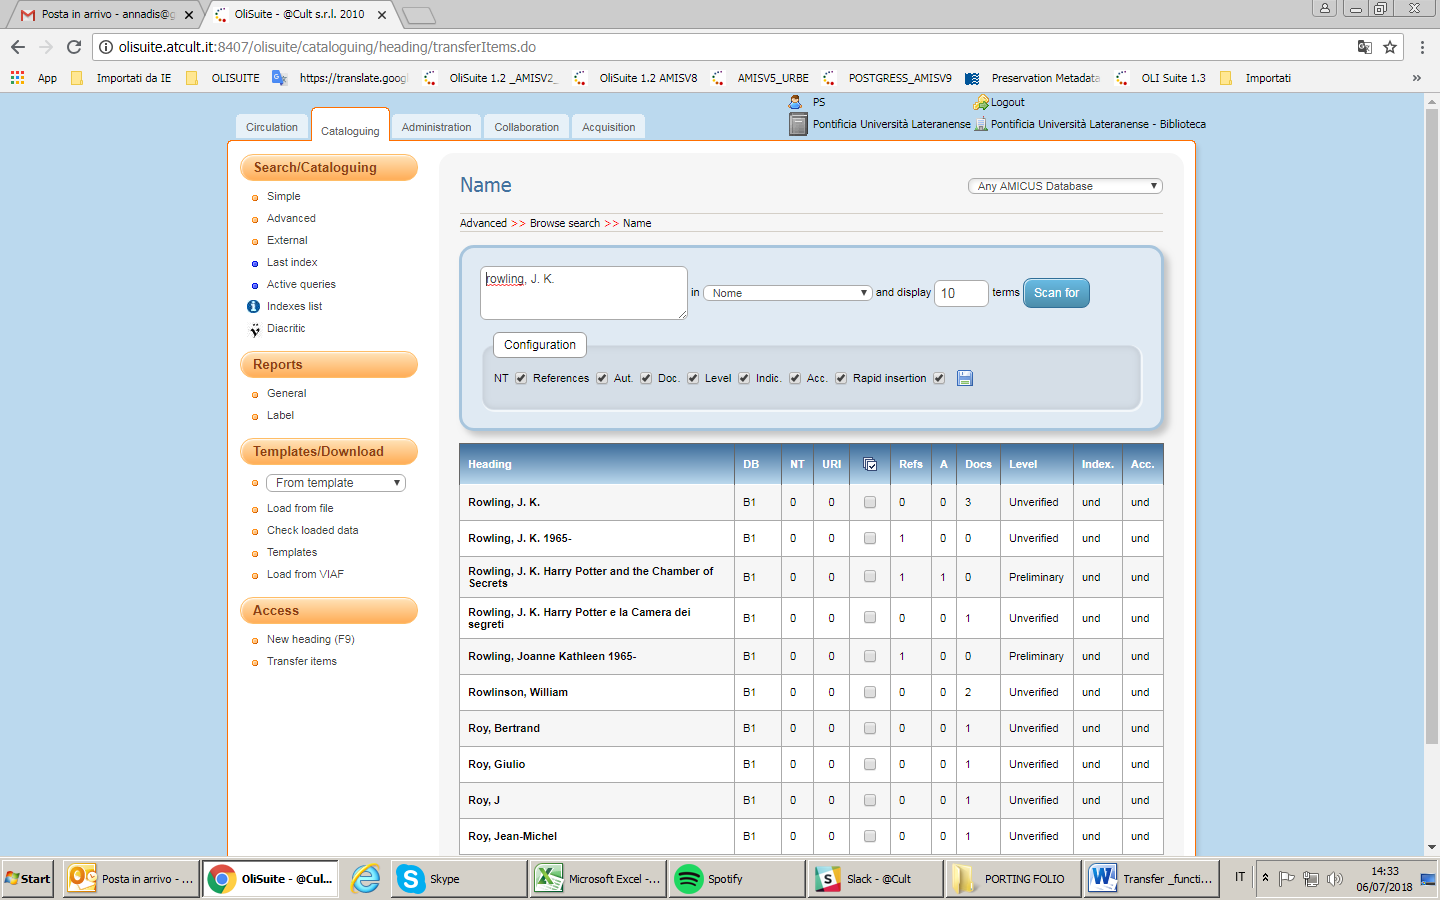 Posta in arrivo - annadis@g
OliSuite - @Cult s.r.l. 2010
olisuite.atcult.it:8407/olisuite/cataloguing/heading/transferItems.do
App Importati da IE OLISUITE https://translate.googl OliSuite 1.2 _AMISV2_ OliSuite 1.2 AMISV8 AMISV5_URBE POSTGRESS_AMISV9 Preservation Metadata OLI Suite 1.3 Importati »
PS Logout
Pontificia Università Lateranense Pontificia Università Lateranense - Biblioteca
Circulation Cataloguing Administration Collaboration Acquisition
Search/Cataloguing
Simple
Advanced
External
Last index
Active queries
Indexes list
Diacritic
Reports
General
Label
Templates/Download
From template
Load from file
Check loaded data
Templates
Load from VIAF
Access
New heading (F9)
Transfer items
Name
Any AMICUS Database
Advanced >> Browse search >> Name
rowling, J. K.
in Nome and display 10 terms Scan for
Configuration
NT References Aut. Doc. Level Indic. Acc. Rapid insertion
Heading DB NT URI Refs A Docs Level Index. Acc.
Rowling, J. K. B1 0 0 0 0 3 Unverified und und
Rowling, J. K. 1965- B1 0 0 1 0 0 Unverified und und
Rowling, J. K. Harry Potter and the Chamber of
Secrets B1 0 0 1 1 0 Preliminary und und
Rowling, J. K. Harry Potter e la Camera dei
segreti B1 0 0 0 0 1 Unverified und und
Rowling, Joanne Kathleen 1965- B1 0 0 1 0 0 Preliminary und und
Rowlinson, William B1 0 0 0 0 2 Unverified und und
Roy, Bertrand B1 0 0 0 0 1 Unverified und und
Roy, Giulio B1 0 0 0 0 1 Unverified und und
Roy, J B1 0 0 0 0 1 Unverified und und
Roy, Jean-Michel B1 0 0 0 0 1 Unverified und und
Start Posta in arrivo - ... OliSuite - @Cul... Skype Microsoft Excel -... Spotify Slack - @Cult PORTING FOLIO Transfer _functi... IT
14:33
06/07/2018